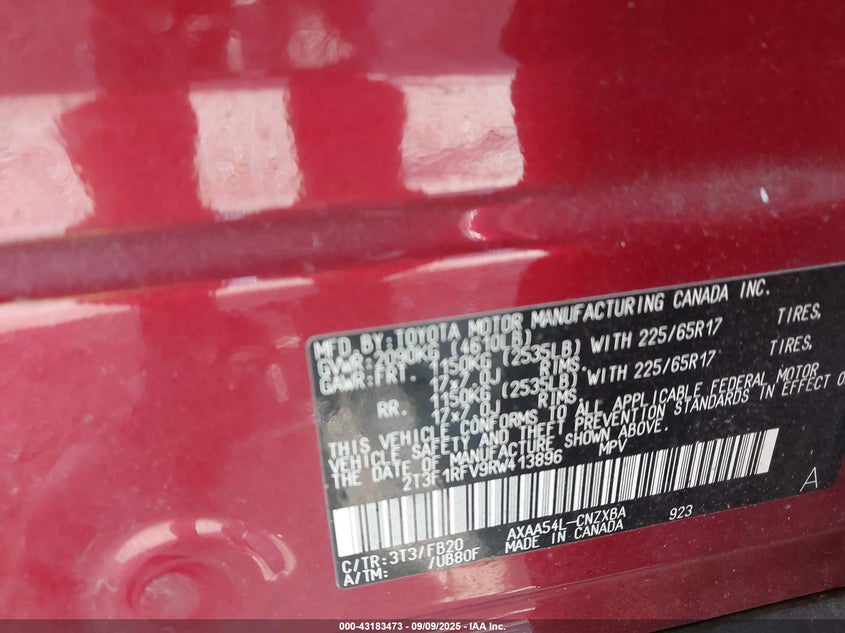 MFD. BY: TOYOTA MOTOR MANUFACTURING CANADA INC.
GVWR: 2090KG (4610LB)
GAWR: FRT. 1150KG (2535LB) WITH 225/65R17 TIRES,
17x7.0J RIMS.
RR. 1150KG (2535LB) WITH 225/65R17 TIRES,
17x7.0J RIMS.
THIS VEHICLE CONFORMS TO ALL APPLICABLE FEDERAL MOTOR
VEHICLE SAFETY AND THEFT PREVENTION STANDARDS IN EFFECT O
THE DATE OF MANUFACTURE SHOWN ABOVE.
2T3F1RFV9RW413896 MPV
A
C/TR: 3T3/FB20 AXAA54L-CNZXBA 923
A/TM: /UB80F MADE IN CANADA
000-43183473 - 09/09/2025 - IAA Inc.